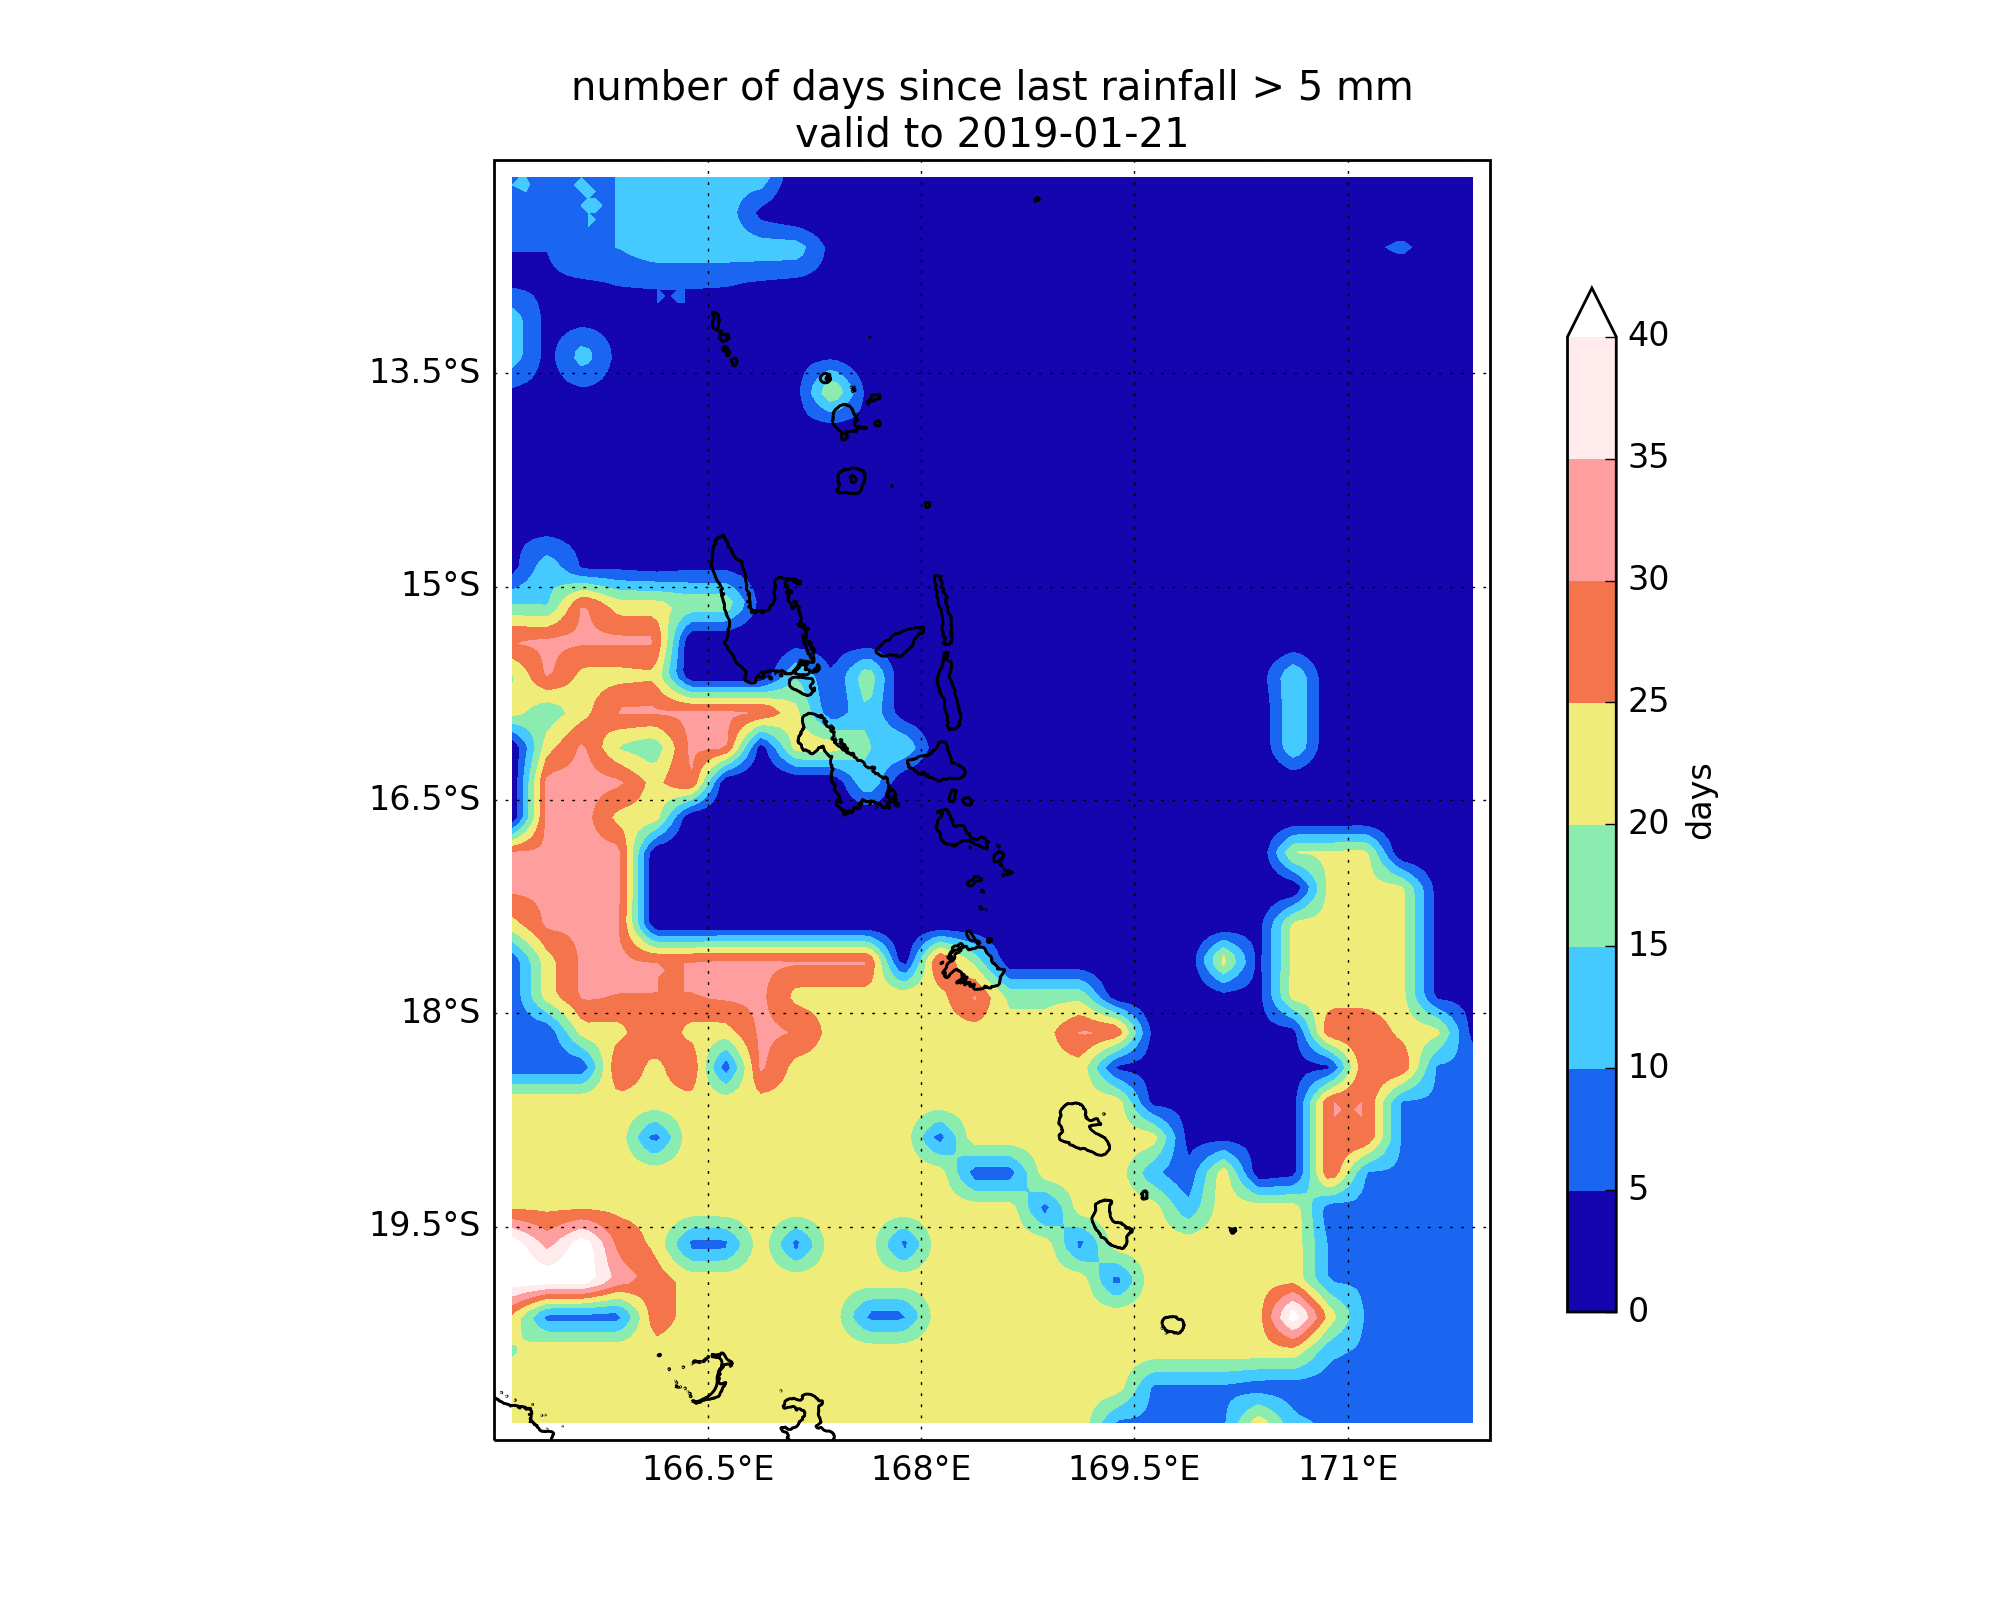 number of days since last rainfall > 5 mm
valid to 2019-01-21
13.5°S
15°S
16.5°S
18°S
19.5°S
166.5°E
168°E
169.5°E
171°E
40
35
30
25
20
15
10
5
0
days